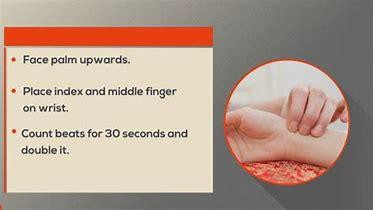 Face palm upwards.
Place index and middle finger
on wrist.
Count beats for 30 seconds and
double it.